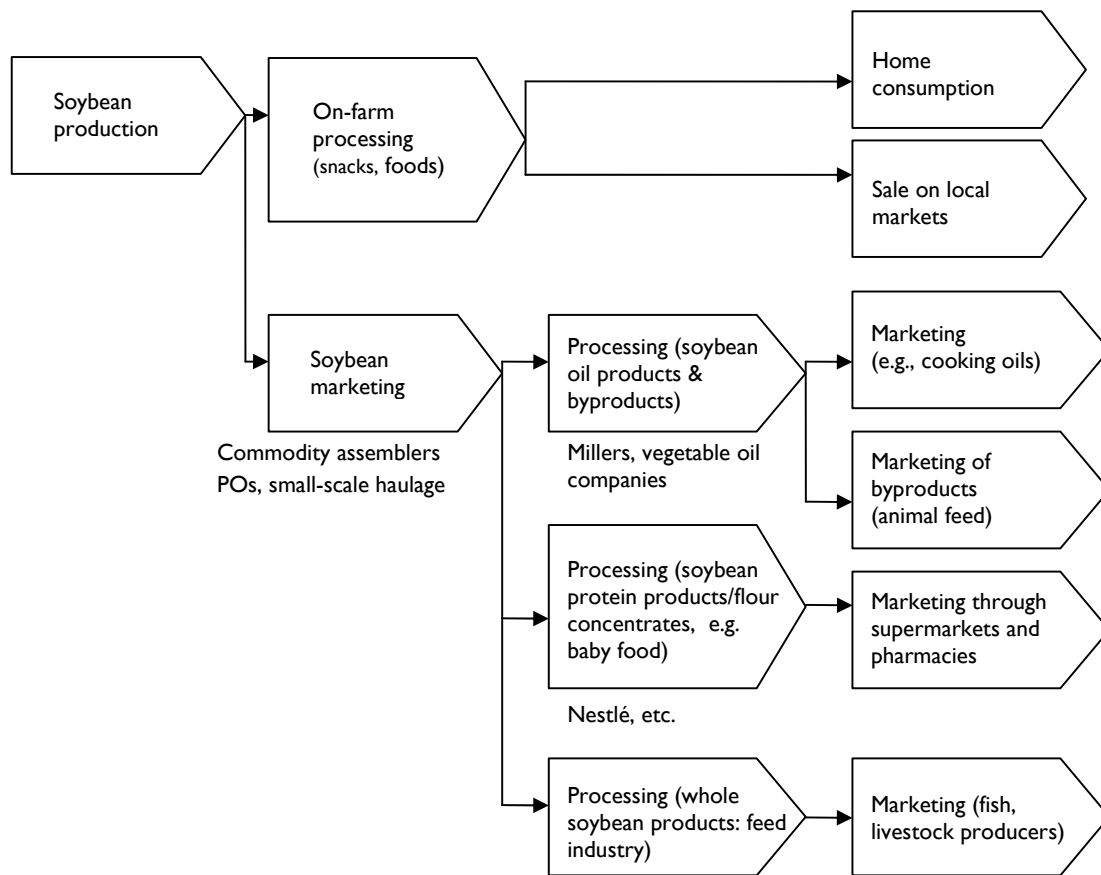 Soybean
production
On-farm
processing
(snacks, foods)
Home
consumption
Sale on local
markets
Soybean
marketing
Commodity assemblers
POs, small-scale haulage
Processing (soybean
oil products &
byproducts)
Millers, vegetable oil
companies
Marketing
(e.g., cooking oils)
Marketing of
byproducts
(animal feed)
Processing (soybean
protein products/flour
concentrates, e.g.
baby food)
Nestlé, etc.
Marketing through
supermarkets and
pharmacies
Processing (whole
soybean products: feed
industry)
Marketing (fish,
livestock producers)